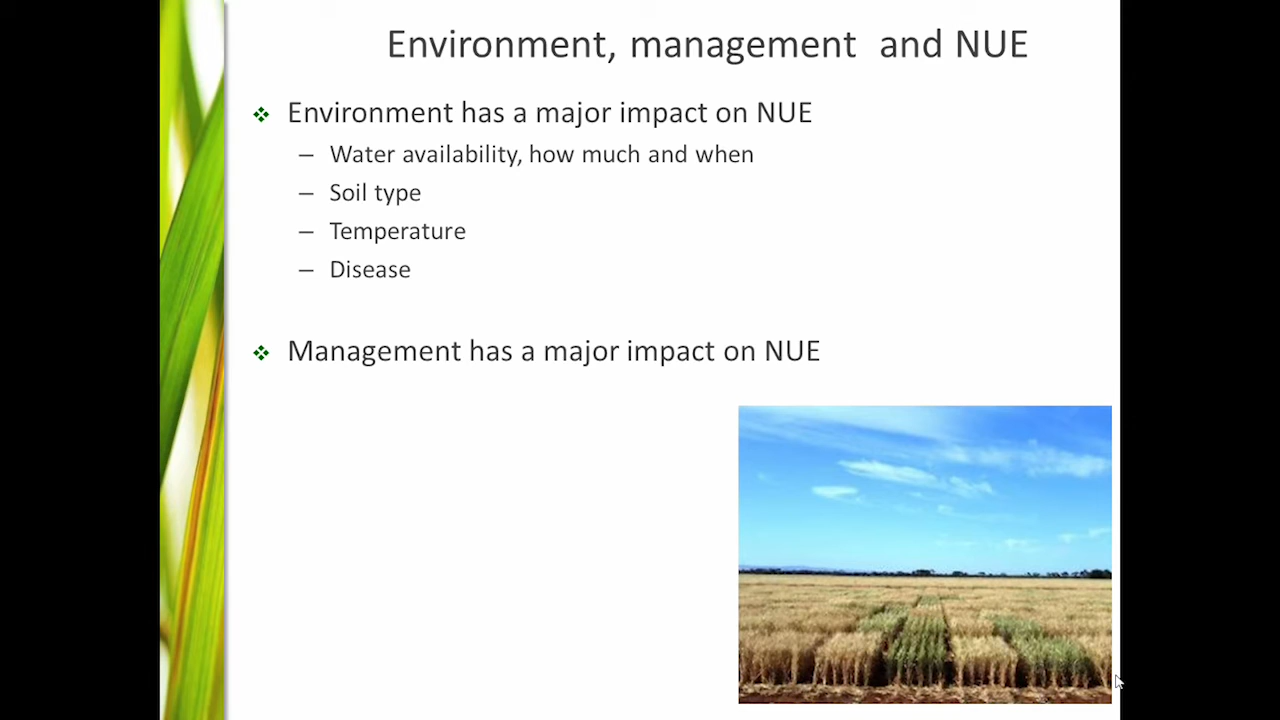 Environment, management and NUE
❖ Environment has a major impact on NUE
– Water availability, how much and when
– Soil type
– Temperature
– Disease
❖ Management has a major impact on NUE